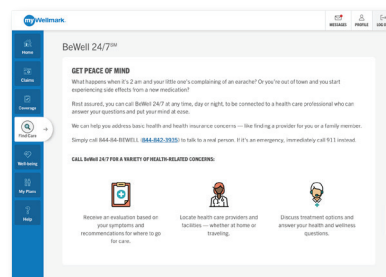 myWellmark.
MESSAGES PROFILE
Home
Claims
Coverage
Find Care
Well-being
My Plans
Help
BeWell 24/7℠
GET PEACE OF MIND
What happens when it's 2 am and your little one's complaining of an earache? Or you're out of town and you start
experiencing side effects from a new medication?
Rest assured, you can call BeWell 24/7 at any time, day or night, to be connected to a health care professional who can
answer your questions and put your mind at ease.
We can help you address basic health and health insurance concerns — like finding a provider for you or a family member.
Simply call 844-84-BEWELL (844-842-3935) to talk to a real person. If it's an emergency, immediately call 911 instead.
CALL BeWell 24/7 FOR A VARIETY OF HEALTH-RELATED CONCERNS:
Receive an evaluation based on
your symptoms and
recommendations for where to go
for care.
Locate health care providers and
facilities — whether at home or
traveling.
Discuss treatment options and
answer your health and wellness
questions.